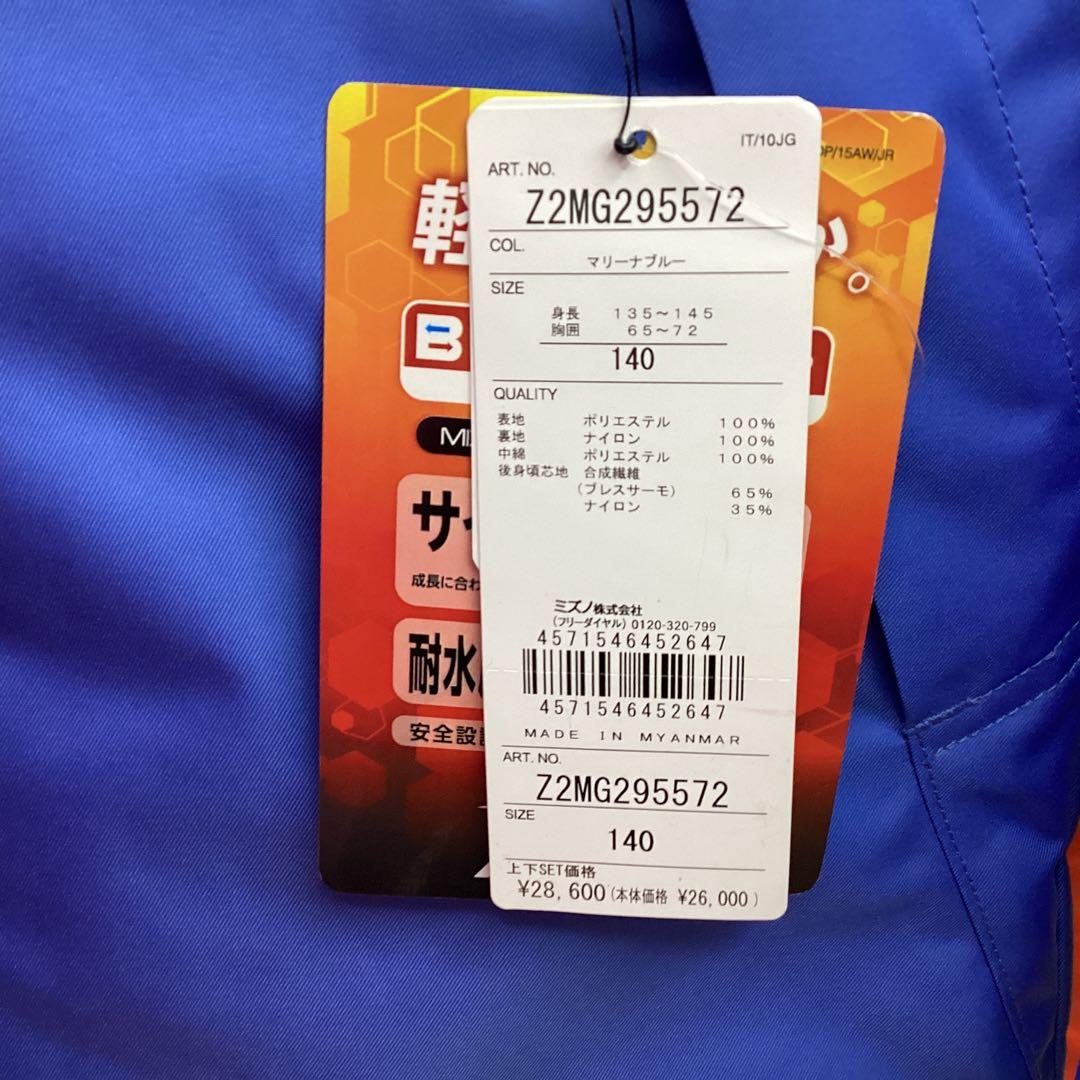 IT/10JG
DP/15AW/JR
ART. NO.
Z2MG295572
COL.
マリーナブルー
SIZE
身長 135~145
胸囲 65~72
140
QUALITY
表地 ポリエステル 100%
裏地 ナイロン 100%
中綿 ポリエステル 100%
後身頃芯地 合成繊維
(ブレスサーモ) 65%
ナイロン 35%
ミズノ株式会社
(フリーダイヤル) 0120-320-799
4571546452647
4571546452647
MADE IN MYANMAR
ART. NO.
Z2MG295572
SIZE
140
上下SET価格
¥28,600(本体価格 ¥26,000)
軽
B
サ
成長に合わ
耐水
安全設